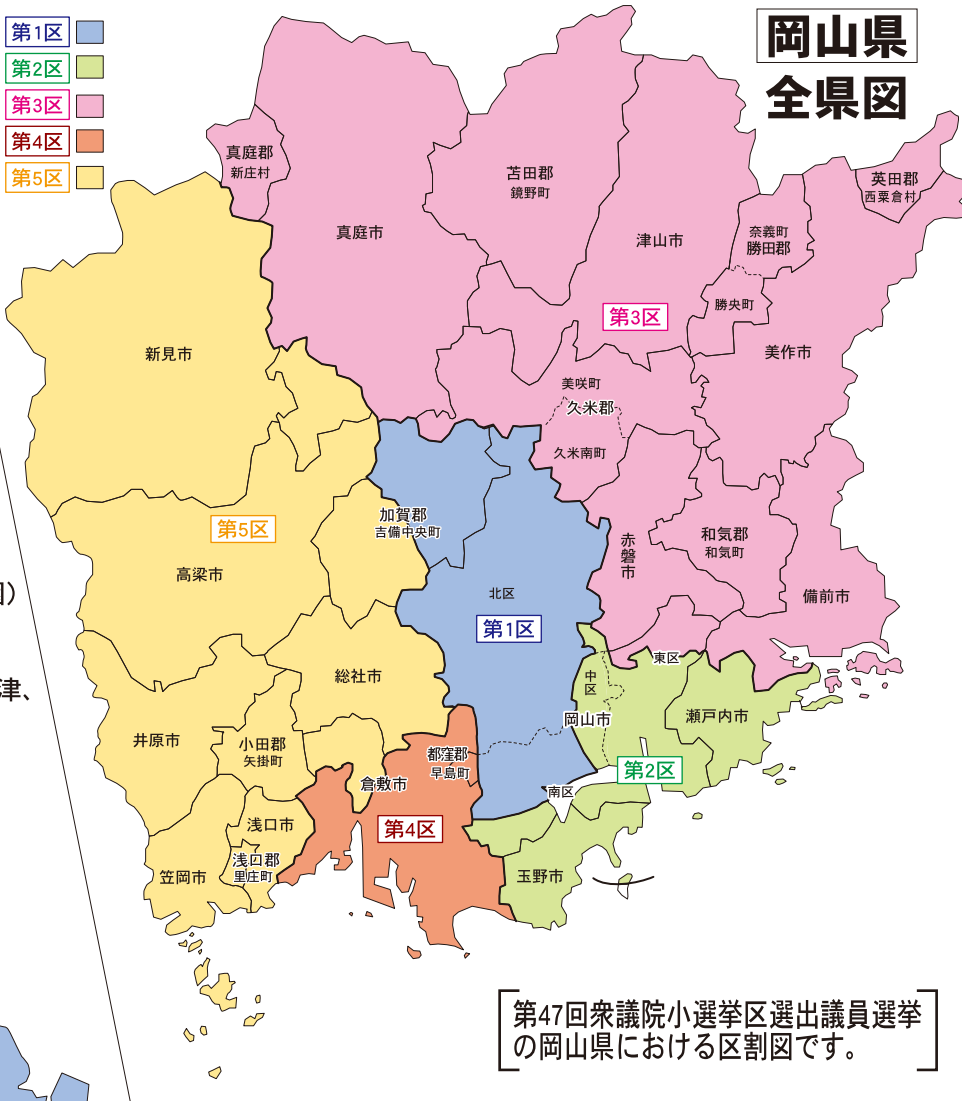 岡山県
全県図
第1区
第2区
第3区
第4区
第5区
真庭郡
新庄村
真庭市
苫田郡
鏡野町
津山市
奈義町
勝田郡
勝央町
英田郡
西粟倉村
美作市
第3区
新見市
美咲町
久米郡
久米南町
加賀郡
吉備中央町
第5区
高梁市
赤磐市
和気郡
和気町
備前市
北区
第1区
東区
中区
岡山市
瀬戸内市
総社市
井原市
小田郡
矢掛町
都窪郡
早島町
倉敷市
第2区
南区
浅口市
第4区
浅口郡
里庄町
笠岡市
玉野市
)
津、
第47回衆議院小選挙区選出議員選挙
の岡山県における区割図です。